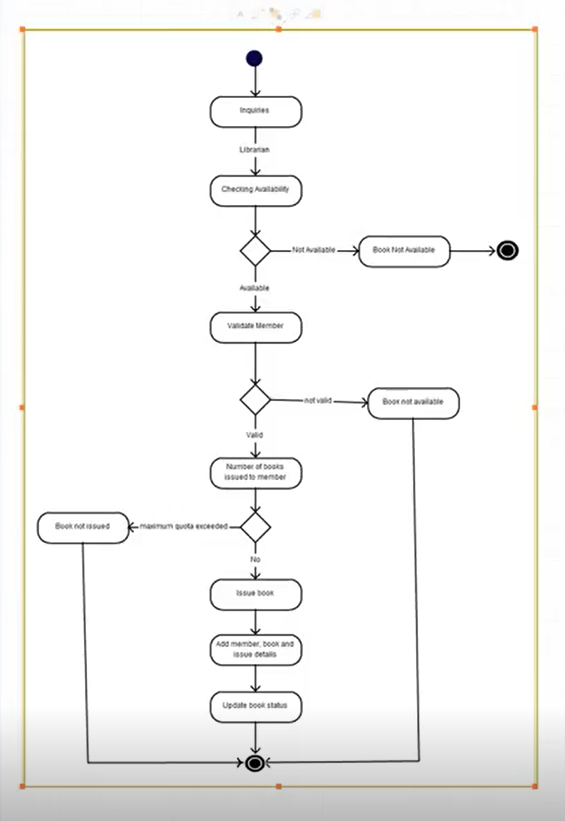 Inquiries
Librarian
Checking Availability
Not Available
Book Not Available
Available
Validate Member
not valid
Book not available
Valid
Number of books
issued to member
Book not issued
maximum quota exceeded
No
Issue book
Add member, book and
issue details
Update book status